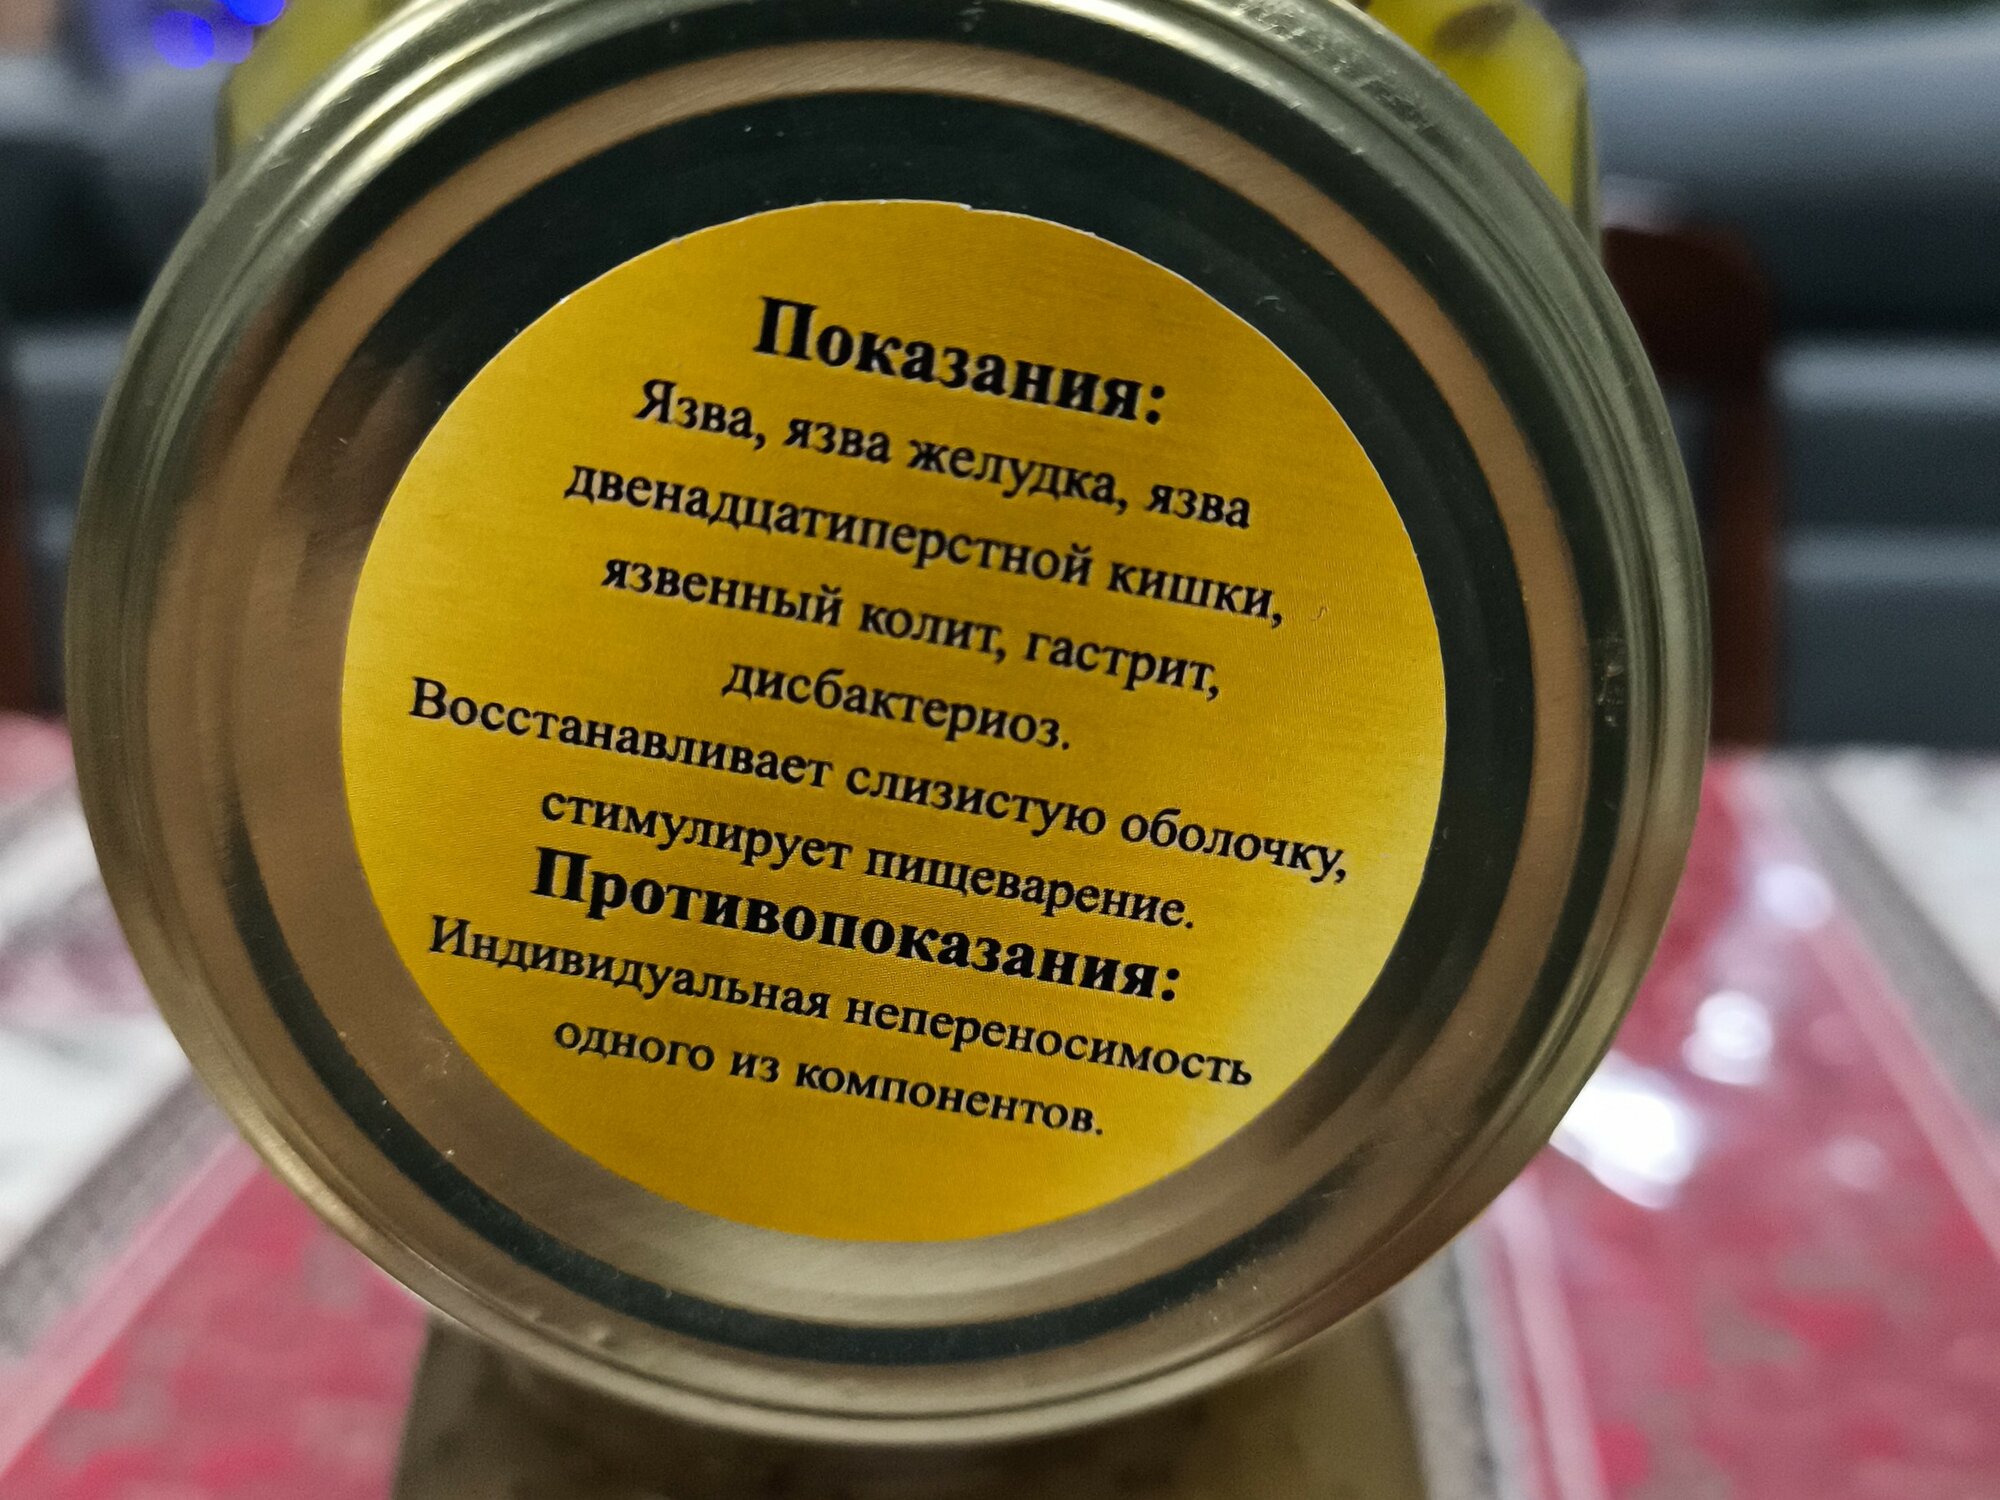 Показания:
Язва, язва желудка, язва
двенадцатиперстной кишки,
язвенный колит, гастрит,
дисбактериоз.
Восстанавливает слизистую оболочку,
стимулирует пищеварение.
Противопоказания:
Индивидуальная непереносимость
одного из компонентов.